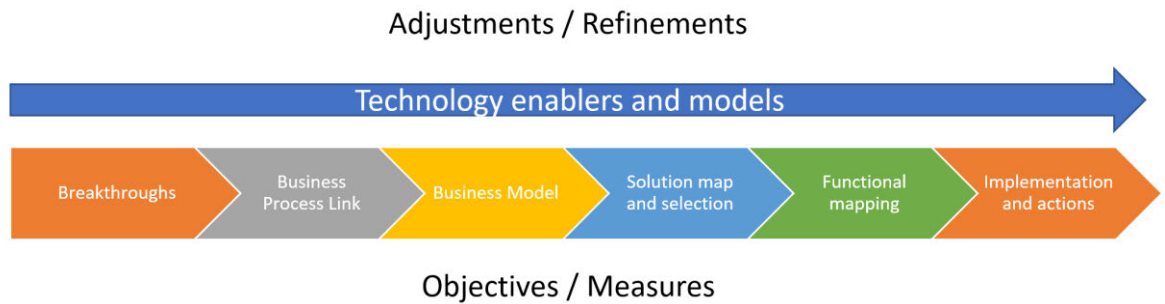 Adjustments / Refinements
Technology enablers and models
Breakthroughs
Business
Process Link
Business Model
Solution map
and selection
Functional
mapping
Implementation
and actions
Objectives / Measures